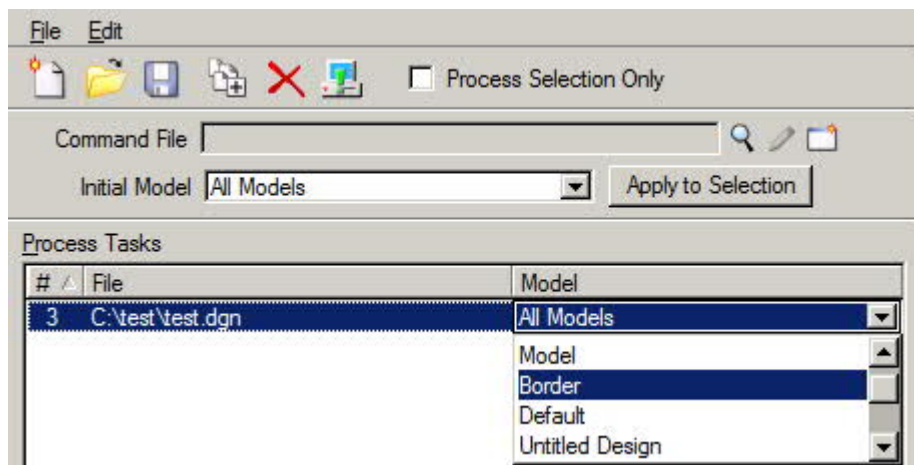 File Edit
Process Selection Only
Command File
Initial Model All Models Apply to Selection
Process Tasks
# File Model
3 C:\test\test.dgn All Models
Model
Border
Default
Untitled Design